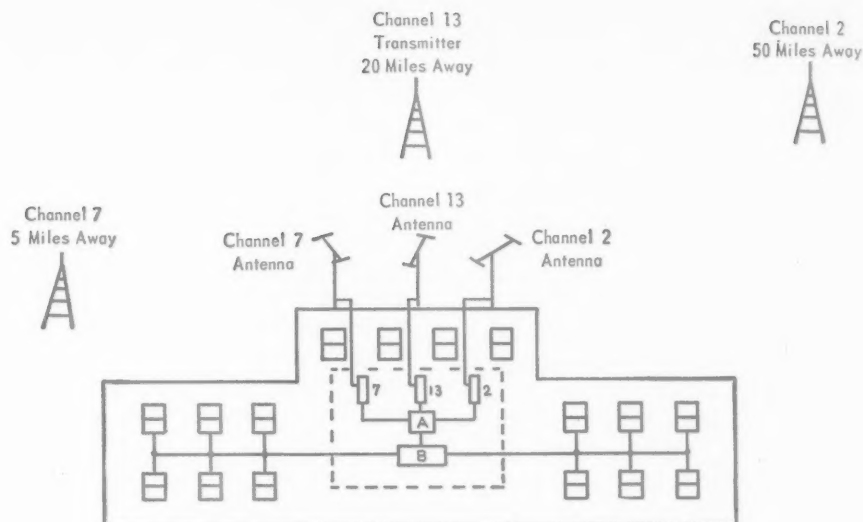 Channel 13
Transmitter
20 Miles Away
Channel 2
50 Miles Away
Channel 7
5 Miles Away
Channel 7
Antenna
Channel 13
Antenna
Channel 2
Antenna
7
13
2
A
B